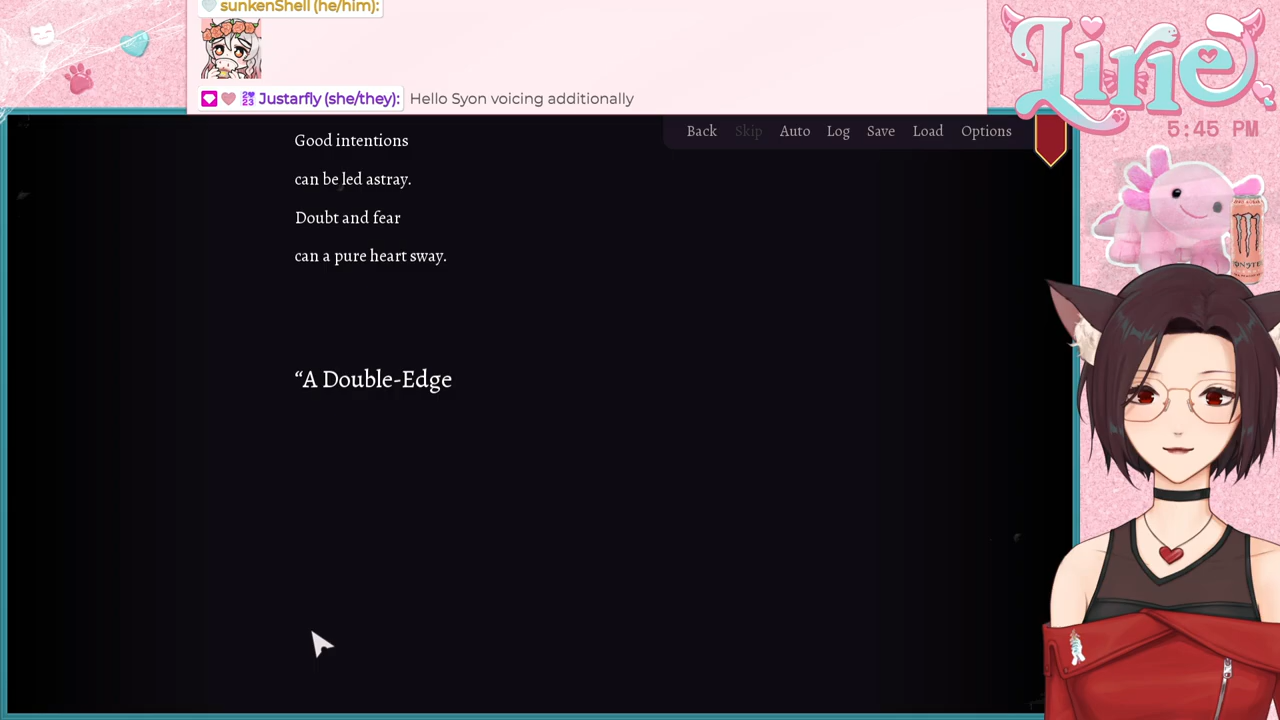 sunkenShell (he/him):
Justarfly (she/they): Hello Syon voicing additionally
Lirie
5:45 PM
Back Skip Auto Log Save Load Options
Good intentions
can be led astray.
Doubt and fear
can a pure heart sway.
“A Double-Edge
MONSTER